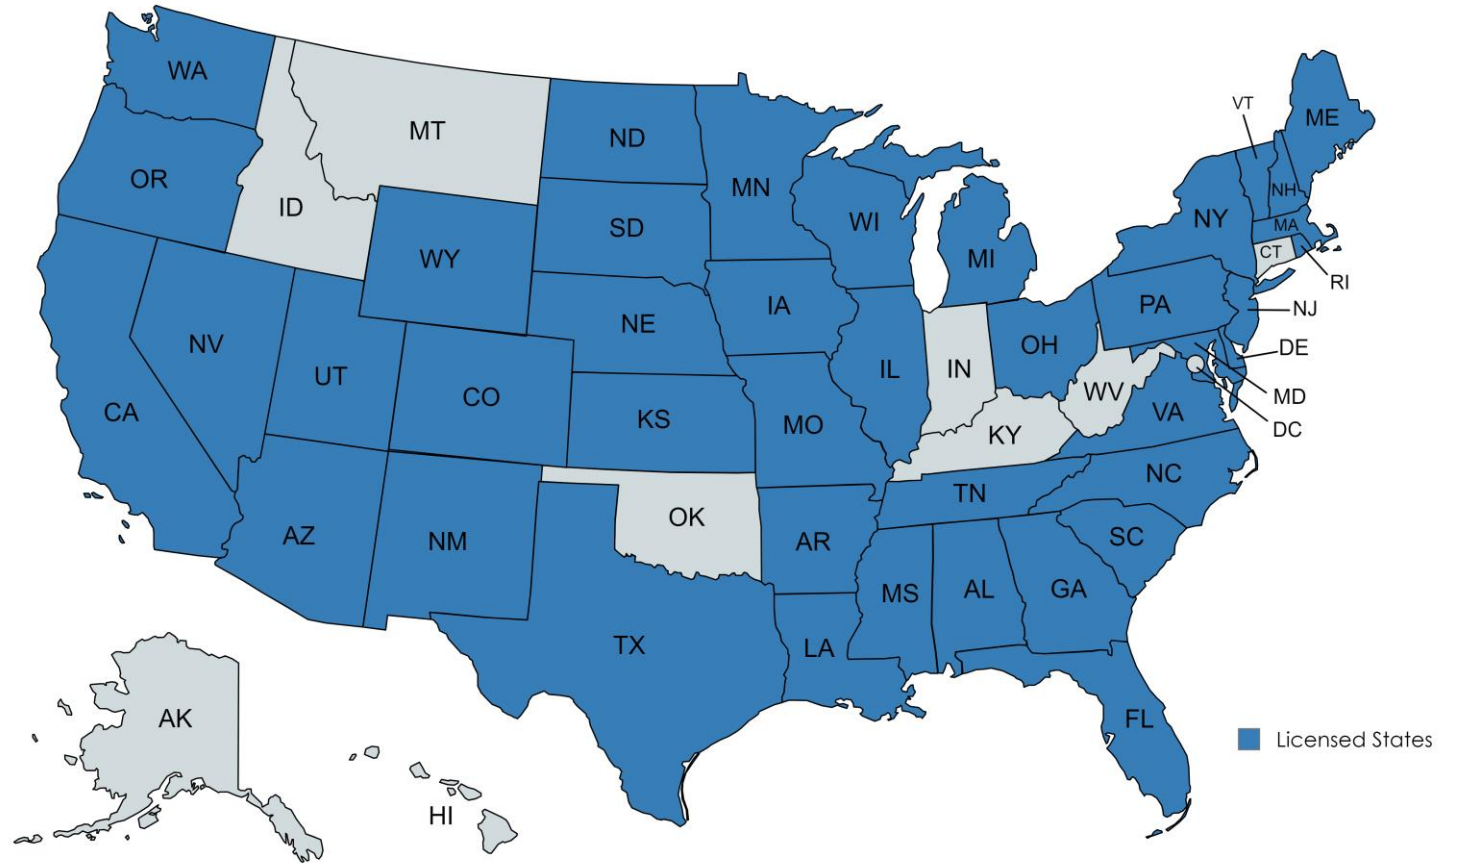 WA
MT
ND
MN
OR
ID
SD
WI
MI
WY
NY
VT
NH
ME
MA
CT
RI
IA
NE
PA
NJ
NV
UT
CO
IL
IN
OH
DE
MD
DC
WV
VA
CA
KS
MO
KY
NC
TN
AZ
NM
OK
AR
SC
MS
AL
GA
TX
LA
FL
AK
HI
Licensed States